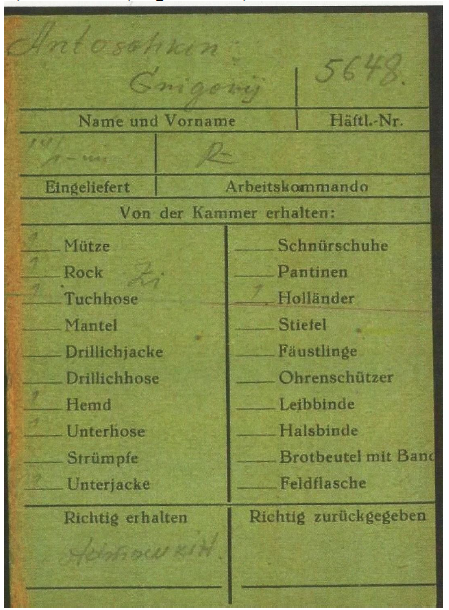 Antoschkin
Grigorij 5648.
Name und Vorname Häftl.-Nr.
R-
Eingeliefert Arbeitskommando
Von der Kammer erhalten:
1 Mütze Schnürschuhe
1 Rock Zi Pantinen
1 Tuchhose 1 Holländer
Mantel Stiefel
Drillichjacke Fäustlinge
Drillichhose Ohrenschützer
1 Hemd Leibbinde
1 Unterhose Halsbinde
Strümpfe Brotbeutel mit Band
Unterjacke Feldflasche
Richtig erhalten Richtig zurückgegeben